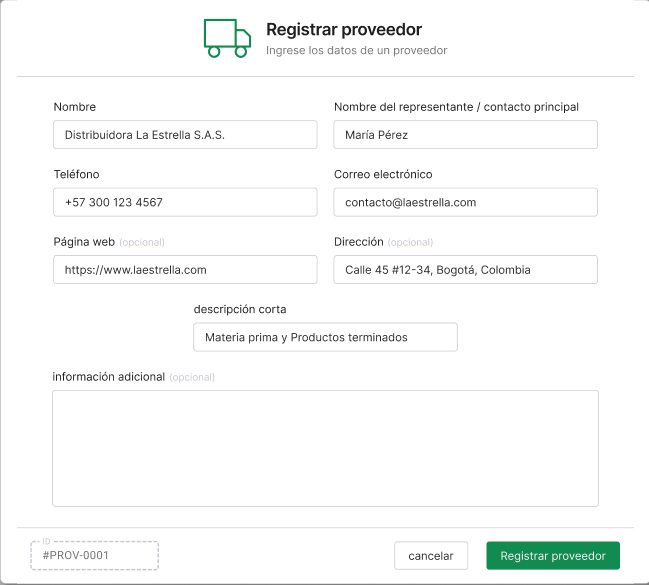 Registrar proveedor
Ingrese los datos de un proveedor
Nombre
Nombre del representante / contacto principal
Distribuidora La Estrella S.A.S.
María Pérez
Teléfono
Correo electrónico
+57 300 123 4567
contacto@laestrella.com
Página web (opcional)
Dirección (opcional)
https://www.laestrella.com
Calle 45 #12-34, Bogotá, Colombia
descripción corta
Materia prima y Productos terminados
información adicional (opcional)
ID
#PROV-0001
cancelar
Registrar proveedor